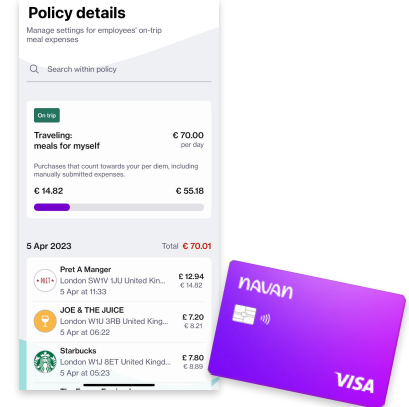 Policy details
Manage settings for employees' on-trip
meal expenses
Search within policy
On trip
Traveling:
meals for myself
€ 70.00
per day
Purchases that count towards your per diem, including
manually submitted expenses.
€ 14.82
€ 55.18
5 Apr 2023
Total € 70.01
PRET
Pret A Manger
London SW1V 1JU United Kin...
5 Apr at 11:33
£ 12.94
€ 14.82
JOE & THE JUICE
London W1U 3RB United King...
5 Apr at 06:22
£ 7.20
€ 8.21
Starbucks
London W1J 8ET United Kingd...
5 Apr at 05:23
£ 7.80
€ 8.89
navan
VISA